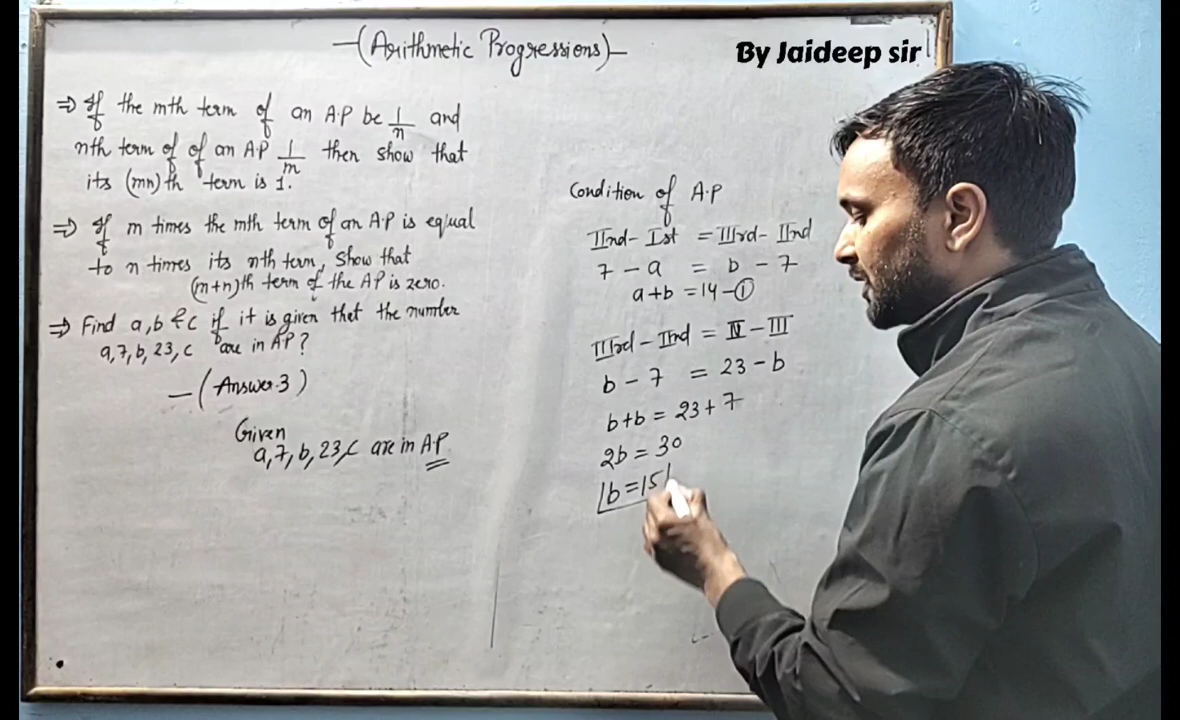 (Arithmetic Progressions)
By Jaideep sir
⇒ If the mth term of an A.P be 1/n and
nth term of of an A.P 1/m then show that
its (mn)th term is 1.
⇒ If m times the mth term of an A.P is equal
to n times its nth term, Show that
(m+n)th term of the AP is zero.
⇒ Find a, b & c if it is given that the number
a, 7, b, 23, c are in AP?
(Answer-3)
Given
a, 7, b, 23, c are in A.P
Condition of A.P
IInd - Ist = IIIrd - IInd
7 - a = b - 7
a+b = 14 - ①
IIIrd - IInd = IV - III
b - 7 = 23 - b
b+b = 23 + 7
2b = 30
b = 15